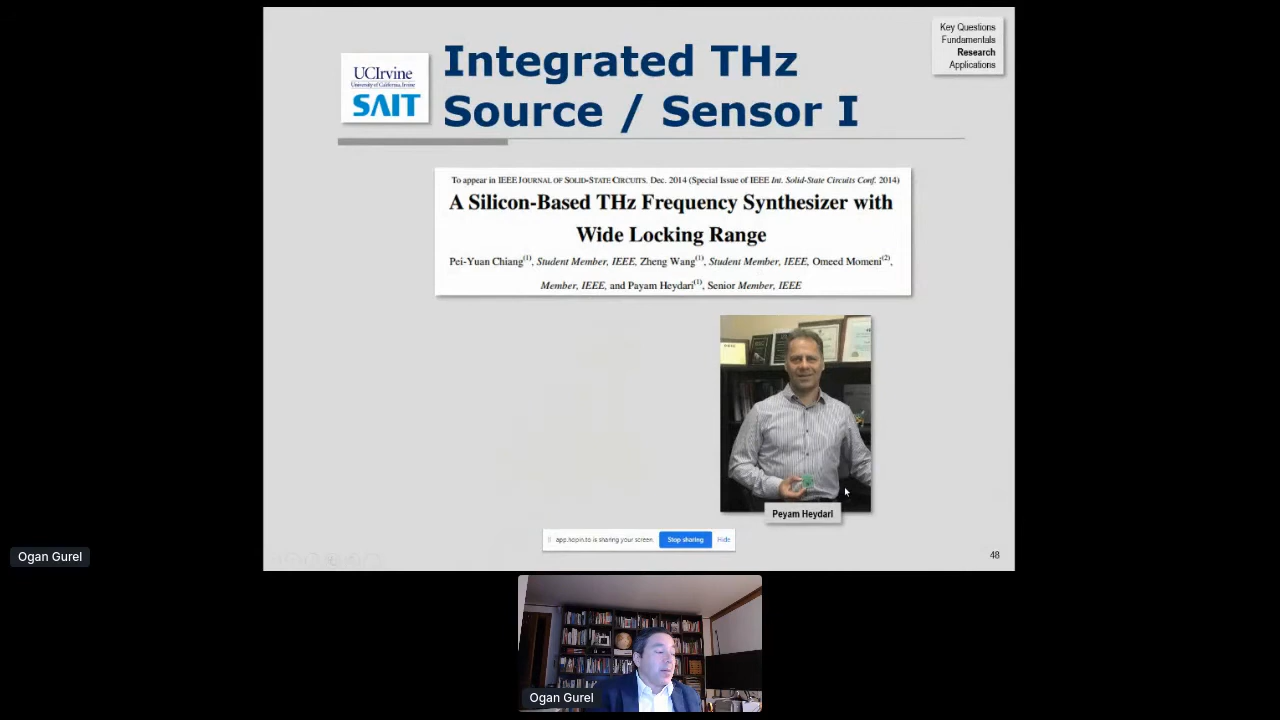 Integrated THz
Source / Sensor I
UCIrvine
University of California, Irvine
SAIT
Key Questions
Fundamentals
Research
Applications
To appear in IEEE JOURNAL OF SOLID-STATE CIRCUITS. Dec. 2014 (Special Issue of IEEE Int. Solid-State Circuits Conf. 2014)
A Silicon-Based THz Frequency Synthesizer with
Wide Locking Range
Pei-Yuan Chiang(1), Student Member, IEEE, Zheng Wang(1), Student Member, IEEE, Omeed Momeni(2),
Member, IEEE, and Payam Heydari(1), Senior Member, IEEE
Peyam Heydari
app.hopin.to is sharing your screen.
Stop sharing
Hide
48
Ogan Gurel
Ogan Gurel